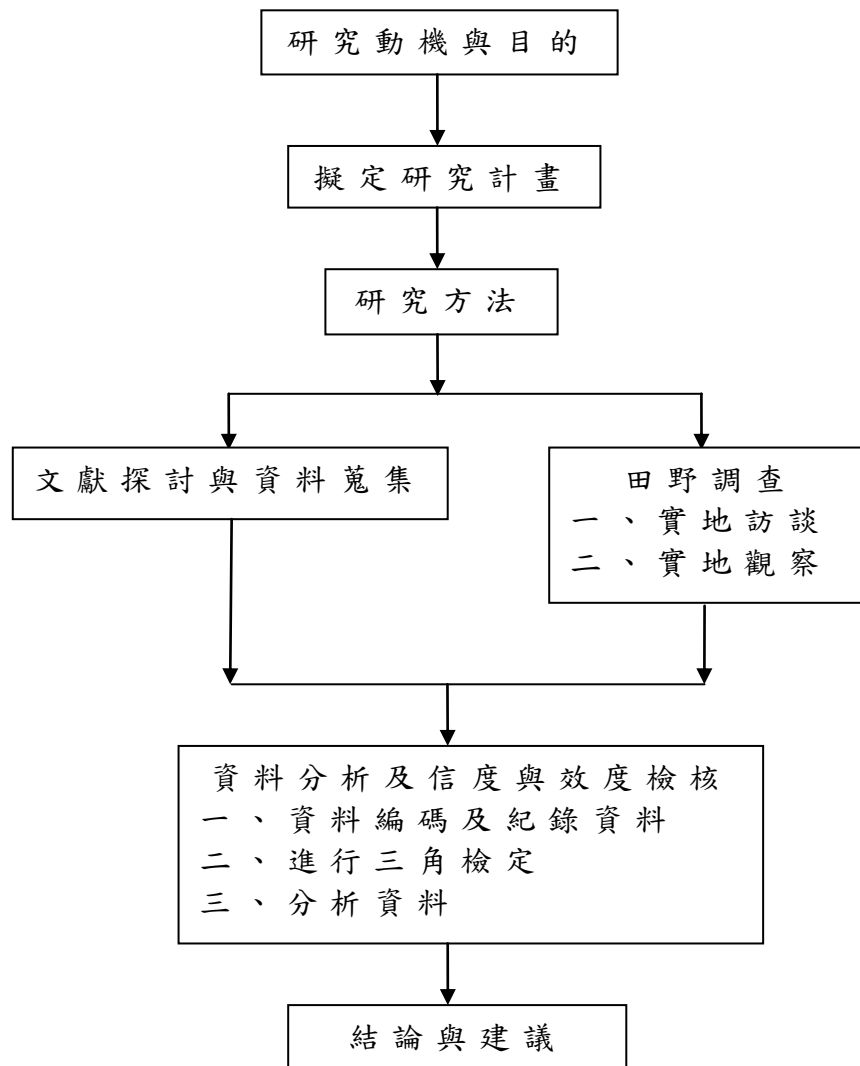 研究動機與目的
擬定研究計畫
研究方法
文獻探討與資料蒐集
田野調查
一、實地訪談
二、實地觀察
資料分析及信度與效度檢核
一、資料編碼及紀錄資料
二、進行三角檢定
三、分析資料
結論與建議